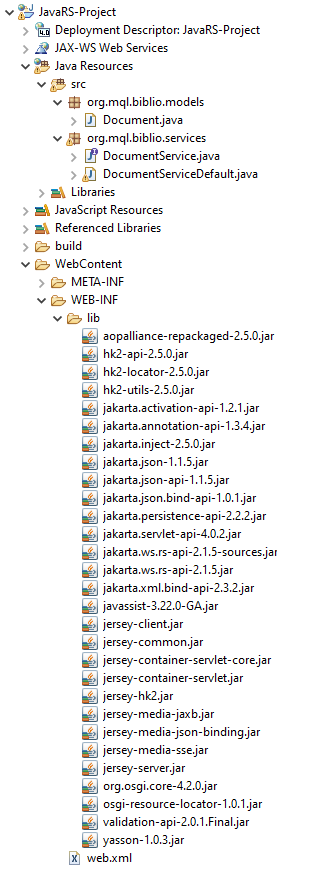 JavaRS-Project
Deployment Descriptor: JavaRS-Project
JAX-WS Web Services
Java Resources
src
org.mql.biblio.models
Document.java
org.mql.biblio.services
DocumentService.java
DocumentServiceDefault.java
Libraries
JavaScript Resources
Referenced Libraries
build
WebContent
META-INF
WEB-INF
lib
aopalliance-repackaged-2.5.0.jar
hk2-api-2.5.0.jar
hk2-locator-2.5.0.jar
hk2-utils-2.5.0.jar
jakarta.activation-api-1.2.1.jar
jakarta.annotation-api-1.3.4.jar
jakarta.inject-2.5.0.jar
jakarta.json-1.1.5.jar
jakarta.json-api-1.1.5.jar
jakarta.json.bind-api-1.0.1.jar
jakarta.persistence-api-2.2.2.jar
jakarta.servlet-api-4.0.2.jar
jakarta.ws.rs-api-2.1.5-sources.jar
jakarta.ws.rs-api-2.1.5.jar
jakarta.xml.bind-api-2.3.2.jar
javassist-3.22.0-GA.jar
jersey-client.jar
jersey-common.jar
jersey-container-servlet-core.jar
jersey-container-servlet.jar
jersey-hk2.jar
jersey-media-jaxb.jar
jersey-media-json-binding.jar
jersey-media-sse.jar
jersey-server.jar
org.osgi.core-4.2.0.jar
osgi-resource-locator-1.0.1.jar
validation-api-2.0.1.Final.jar
yasson-1.0.3.jar
web.xml